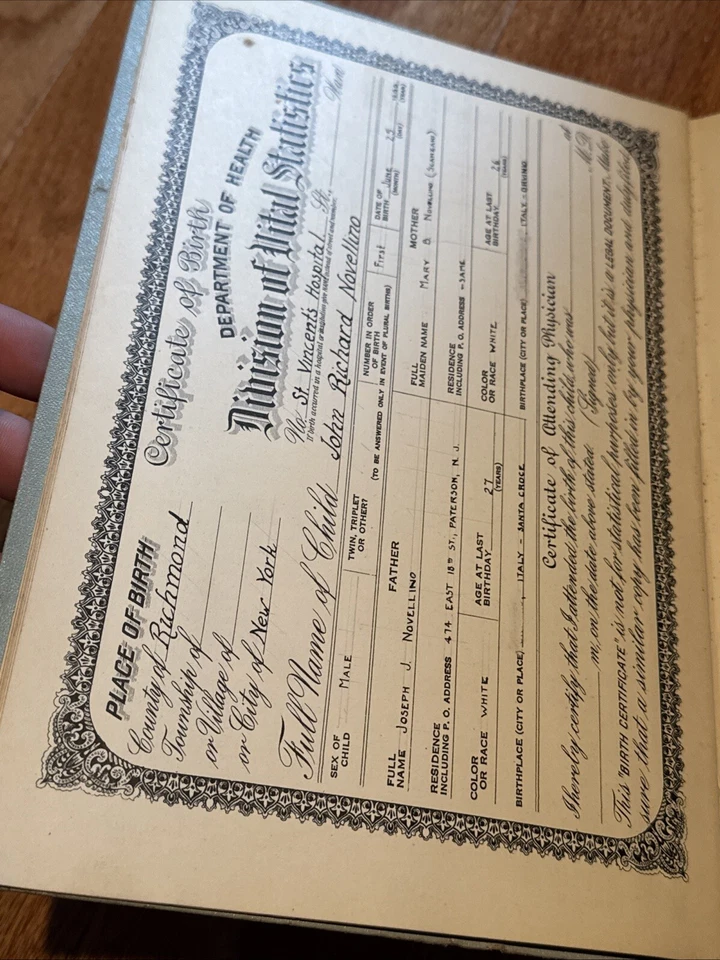 PLACE OF BIRTH
Certificate of Birth
County of Richmond
DEPARTMENT OF HEALTH
Township of
Division of Vital Statistics
or Village of
or City of New York
No. St. Vincent's Hospital St., Ward
If birth occurred in a hospital or institution give name instead of street and number
Full Name of Child John Richard Novellino
SEX OF CHILD MALE
TWIN, TRIPLET OR OTHER?
NUMBER IN ORDER OF BIRTH First
DATE OF BIRTH June 25
(MONTH) (DAY) (YEAR)
(TO BE ANSWERED ONLY IN EVENT OF PLURAL BIRTHS)
FATHER
MOTHER
FULL NAME JOSEPH J. NOVELLINO
FULL MAIDEN NAME MARY B. NOVELLINO
RESIDENCE INCLUDING P. O. ADDRESS 474 EAST 18TH ST., PATERSON, N. J.
RESIDENCE INCLUDING P. O. ADDRESS - SAME
COLOR OR RACE WHITE
AGE AT LAST BIRTHDAY 27 (YEARS)
COLOR OR RACE WHITE
AGE AT LAST BIRTHDAY 26 (YEARS)
BIRTHPLACE (CITY OR PLACE) ITALY - SANTA CROCE
BIRTHPLACE (CITY OR PLACE) ITALY -
Certificate of Attending Physician
I hereby certify that I attended the birth of this child, who was at
m, on the date above stated. (Signed) M.D.
This "BIRTH CERTIFICATE" is not for statistical purposes only but it is a LEGAL DOCUMENT. Make
sure that a similar copy has been filled in by your physician and duly filed